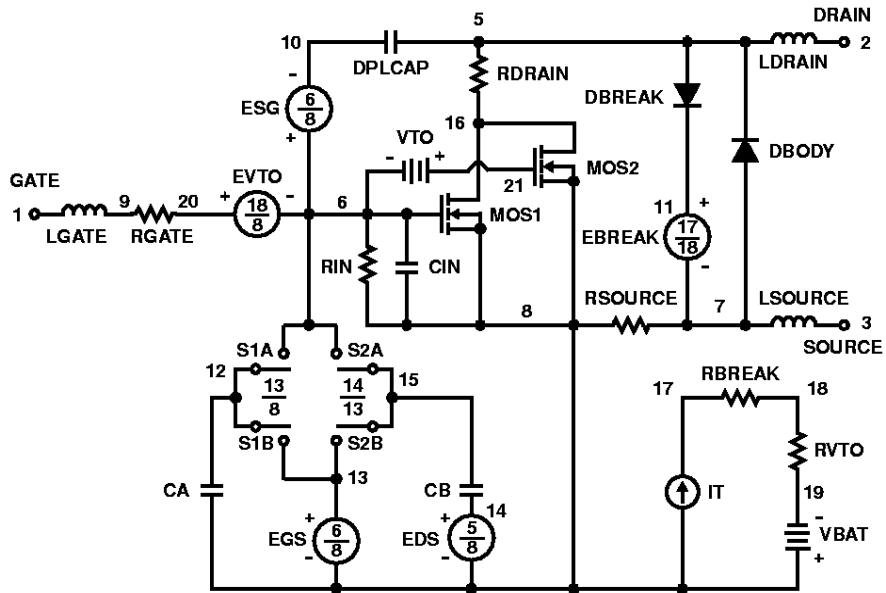 DRAIN
5
10
2
DPLCAP
LDRAIN
RDRAIN
-
DBREAK
6
8
ESG
+
16
VTO
- +
DBODY
MOS2
GATE
EVTO
21
9
20
+
-
6
MOS1
11
+
1
18
8
EBREAK
17
18
LGATE
RGATE
-
RIN
CIN
8
RSOURCE
7
LSOURCE
3
SOURCE
S1A
S2A
12
13
8
14
13
15
RBREAK
17
18
S1B
S2B
RVTO
13
CA
CB
IT
19
14
+
+
-
EGS
6
8
EDS
5
8
VBAT
-
-
+